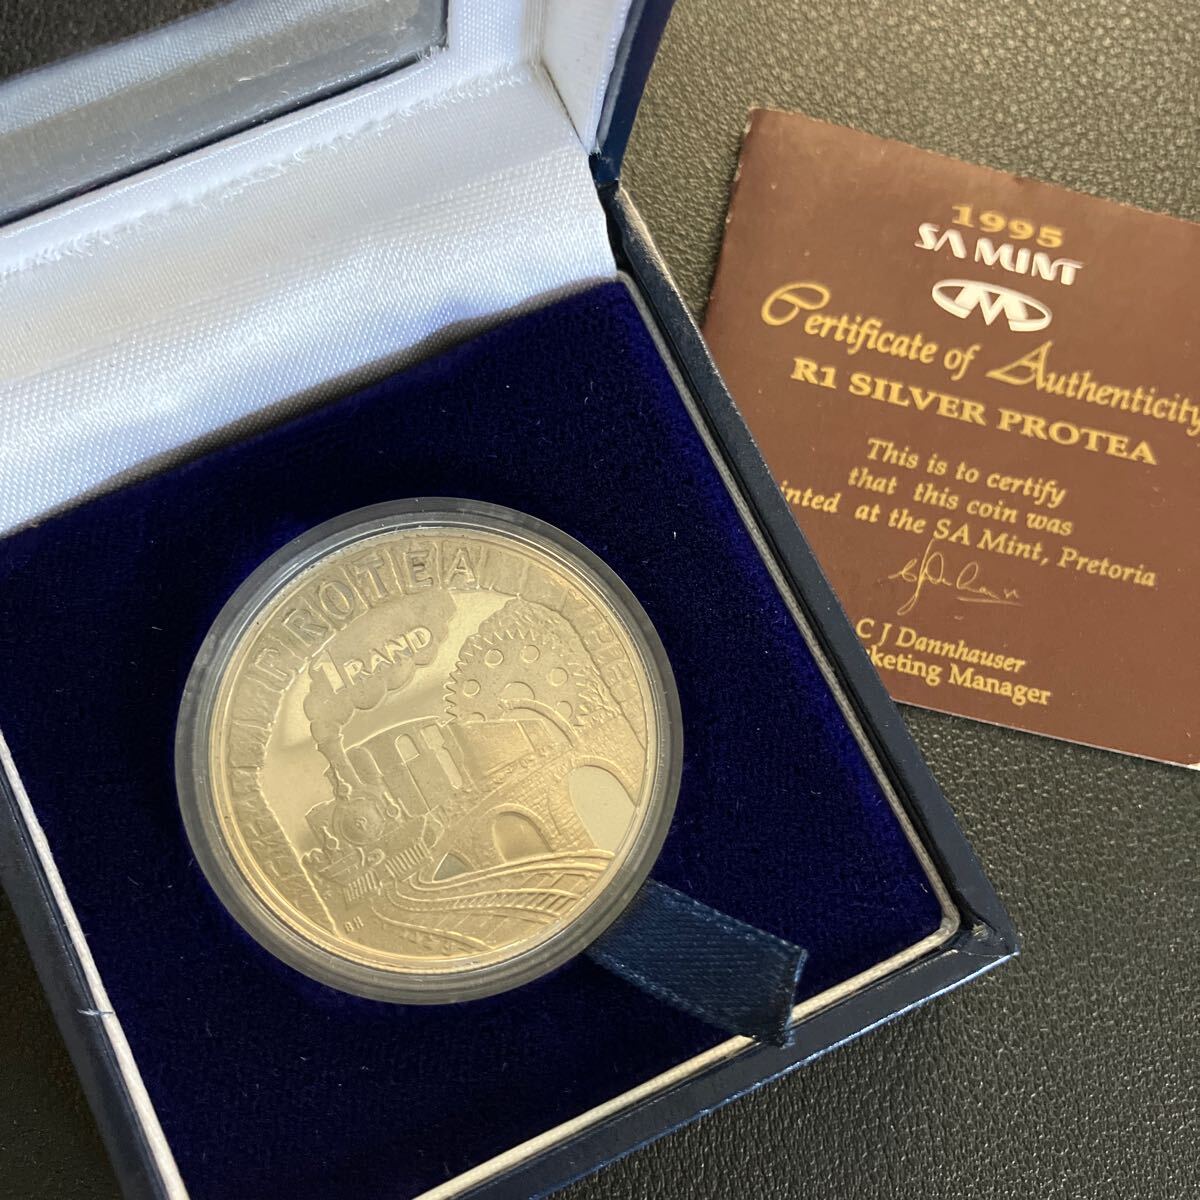 PROTEA
1 RAND
BH
1995
SA MINT
M
Certificate of Authenticity
R1 SILVER PROTEA
This is to certify
that this coin was
inted at the SA Mint, Pretoria
C J Dannhauser
keting Manager